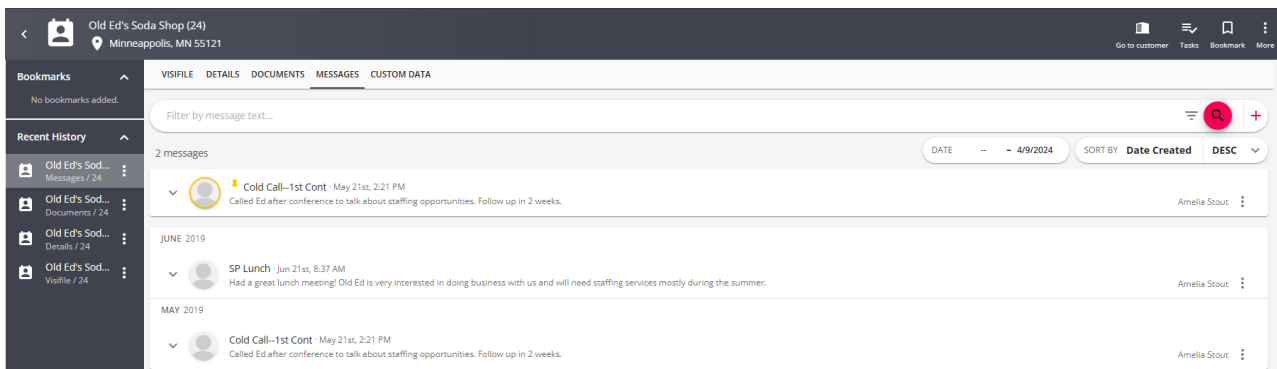 Old Ed's Soda Shop (24)
Minneappolis, MN 55121
Go to customer Tasks Bookmark More
Bookmarks
No bookmarks added.
Recent History
Old Ed's Sod...
Messages / 24
Old Ed's Sod...
Documents / 24
Old Ed's Sod...
Details / 24
Old Ed's Sod...
Visifile / 24
VISIFILE DETAILS DOCUMENTS MESSAGES CUSTOM DATA
Filter by message text...
2 messages
DATE -- – 4/9/2024 SORT BY Date Created DESC
Cold Call--1st Cont · May 21st, 2:21 PM
Called Ed after conference to talk about staffing opportunities. Follow up in 2 weeks.
Amelia Stout
JUNE 2019
SP Lunch · Jun 21st, 8:37 AM
Had a great lunch meeting! Old Ed is very interested in doing business with us and will need staffing services mostly during the summer.
Amelia Stout
MAY 2019
Cold Call--1st Cont · May 21st, 2:21 PM
Called Ed after conference to talk about staffing opportunities. Follow up in 2 weeks.
Amelia Stout